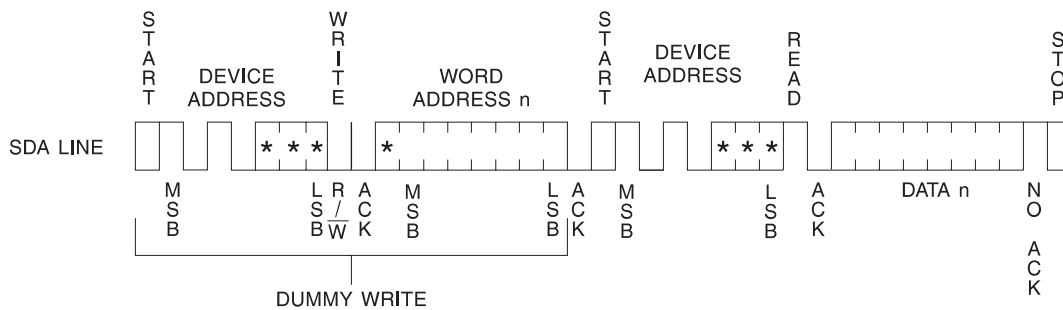 START
WRITE
START
READ
STOP
DEVICE
ADDRESS
WORD
ADDRESS n
DEVICE
ADDRESS
SDA LINE
* * *
*
* * *
MSB
LSB
R/W
ACK
MSB
LSB
ACK
MSB
LSB
ACK
DATA n
NO ACK
DUMMY WRITE